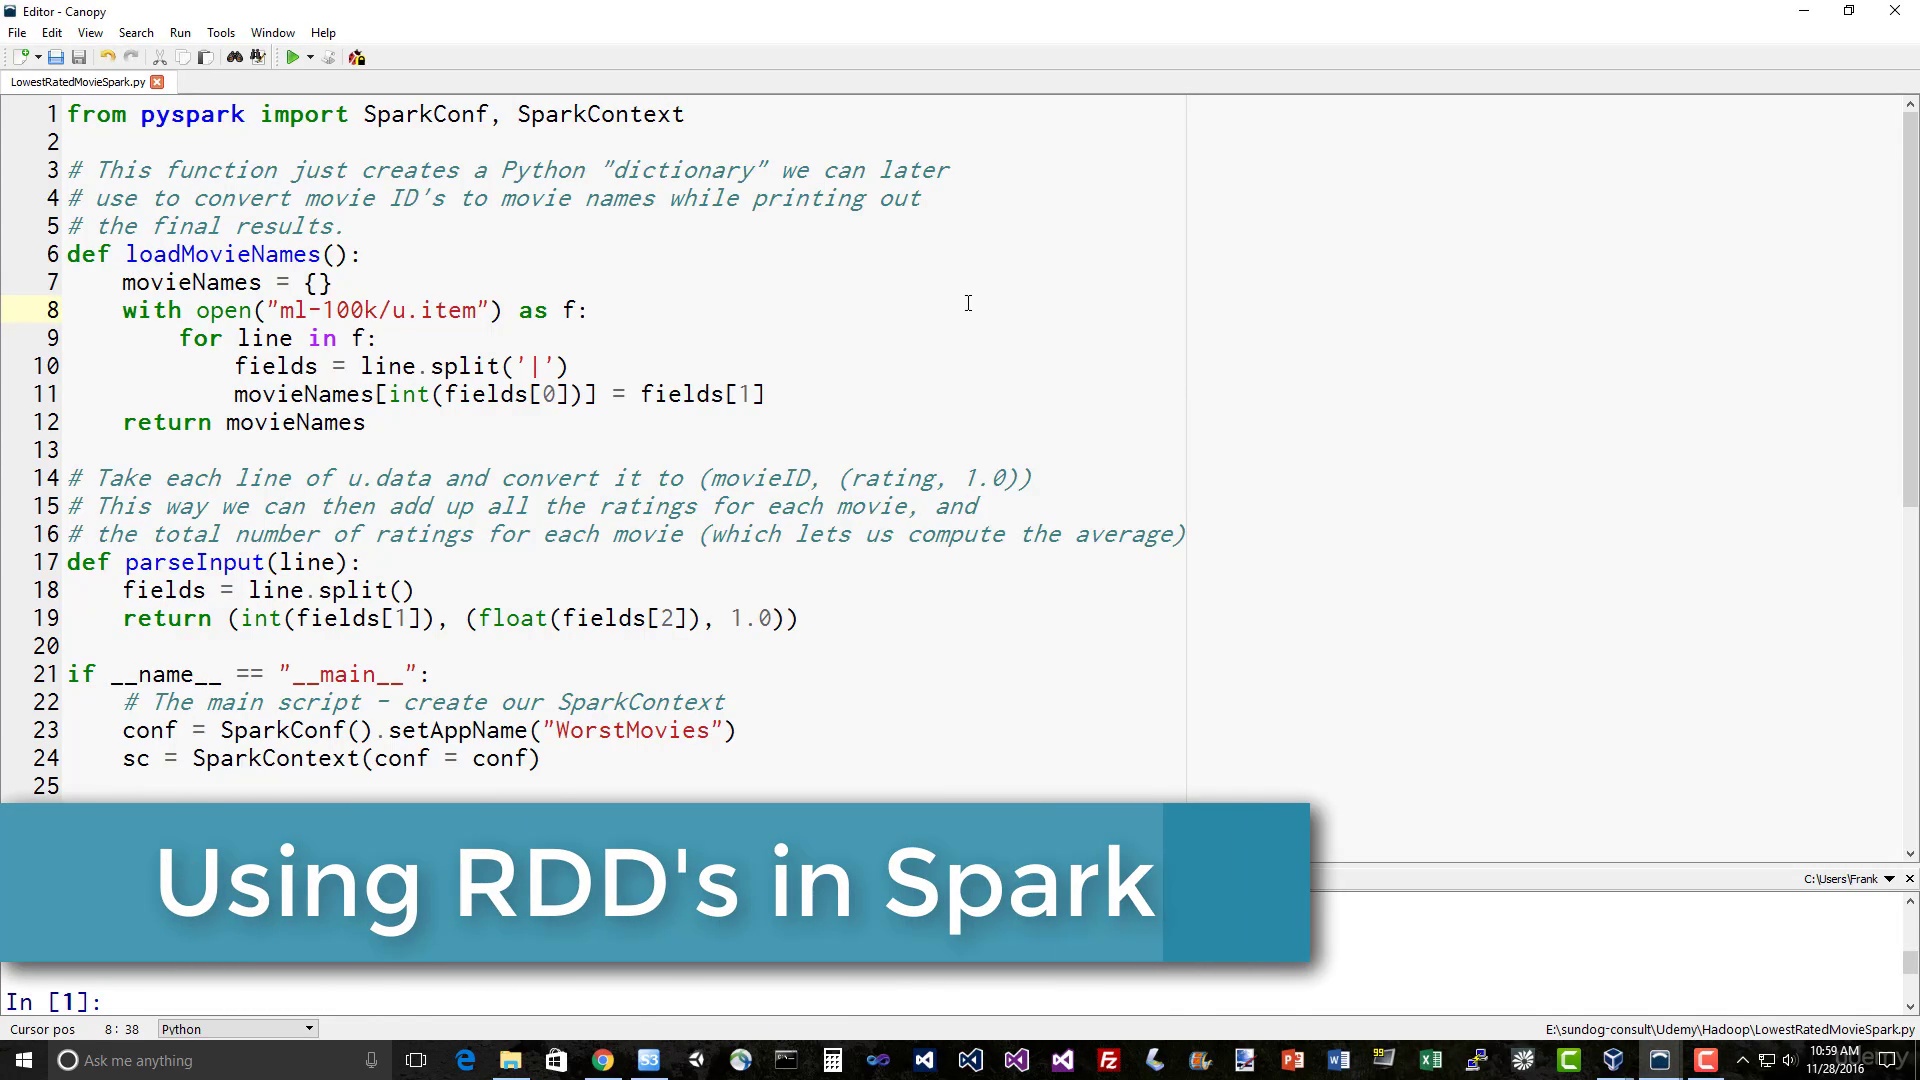 Editor - Canopy
File Edit View Search Run Tools Window Help
LowestRatedMovieSpark.py
1 from pyspark import SparkConf, SparkContext
2
3 # This function just creates a Python "dictionary" we can later
4 # use to convert movie ID's to movie names while printing out
5 # the final results.
6 def loadMovieNames():
7 movieNames = {}
8 with open("ml-100k/u.item") as f:
9 for line in f:
10 fields = line.split('|')
11 movieNames[int(fields[0])] = fields[1]
12 return movieNames
13
14 # Take each line of u.data and convert it to (movieID, (rating, 1.0))
15 # This way we can then add up all the ratings for each movie, and
16 # the total number of ratings for each movie (which lets us compute the average)
17 def parseInput(line):
18 fields = line.split()
19 return (int(fields[1]), (float(fields[2]), 1.0))
20
21 if __name__ == "__main__":
22 # The main script - create our SparkContext
23 conf = SparkConf().setAppName("WorstMovies")
24 sc = SparkContext(conf = conf)
25
Using RDD's in Spark
C:\Users\Frank
In [1]:
Cursor pos 8: 38 Python E:\sundog-consult\Udemy\Hadoop\LowestRatedMovieSpark.py
Ask me anything
10:59 AM
11/28/2016
udemy